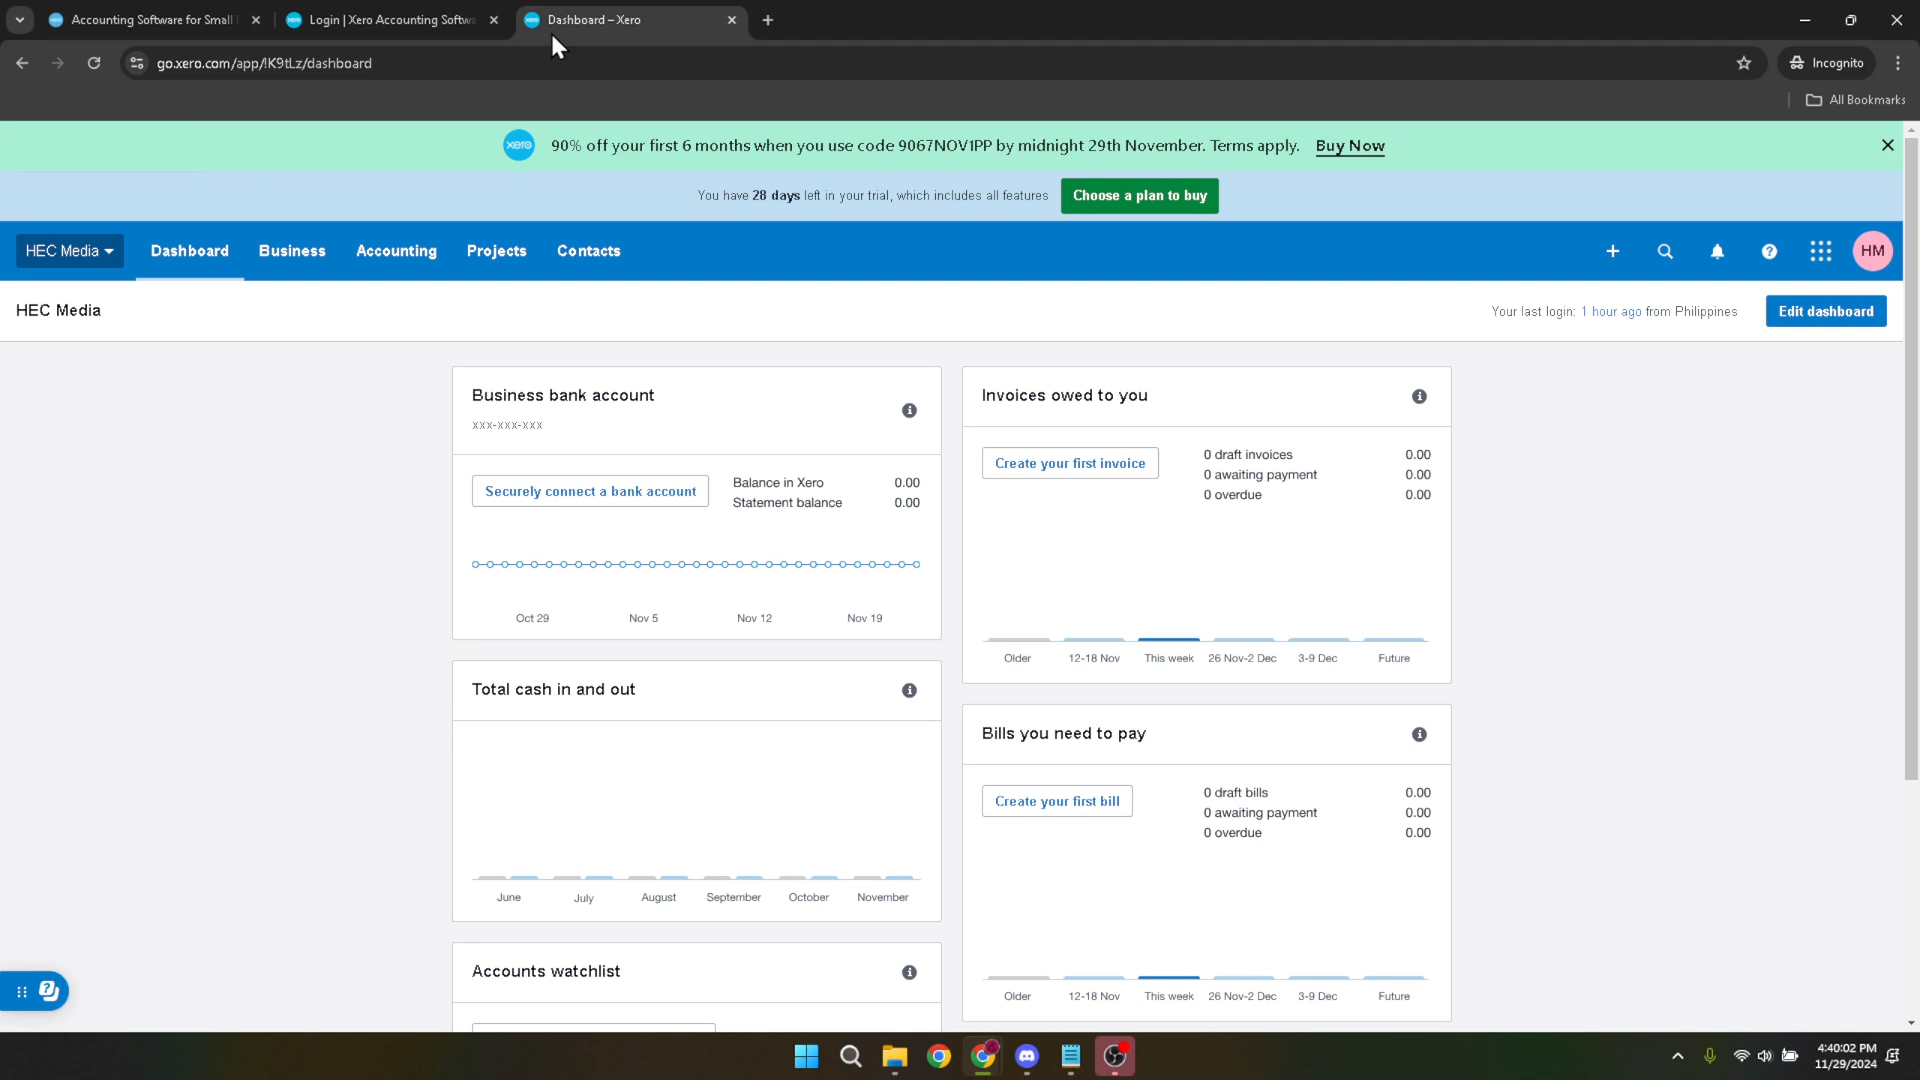 Accounting Software for Small
Login | Xero Accounting Softwa
Dashboard – Xero
go.xero.com/app/!K9tLz/dashboard
Incognito
All Bookmarks
xero
90% off your first 6 months when you use code 9067NOV1PP by midnight 29th November. Terms apply. Buy Now
You have 28 days left in your trial, which includes all features Choose a plan to buy
HEC Media Dashboard Business Accounting Projects Contacts HM
HEC Media
Your last login: 1 hour ago from Philippines
Edit dashboard
Business bank account
xxx-xxx-xxx
Securely connect a bank account
Balance in Xero 0.00
Statement balance 0.00
Oct 29 Nov 5 Nov 12 Nov 19
Invoices owed to you
Create your first invoice
0 draft invoices 0.00
0 awaiting payment 0.00
0 overdue 0.00
Older 12-18 Nov This week 26 Nov-2 Dec 3-9 Dec Future
Total cash in and out
June July August September October November
Bills you need to pay
Create your first bill
0 draft bills 0.00
0 awaiting payment 0.00
0 overdue 0.00
Older 12-18 Nov This week 26 Nov-2 Dec 3-9 Dec Future
Accounts watchlist
4:40:02 PM
11/29/2024